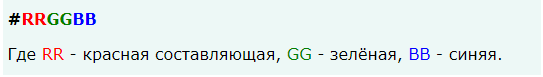 #RRGGBB
Где RR - красная составляющая, GG - зелёная, BB - синяя.